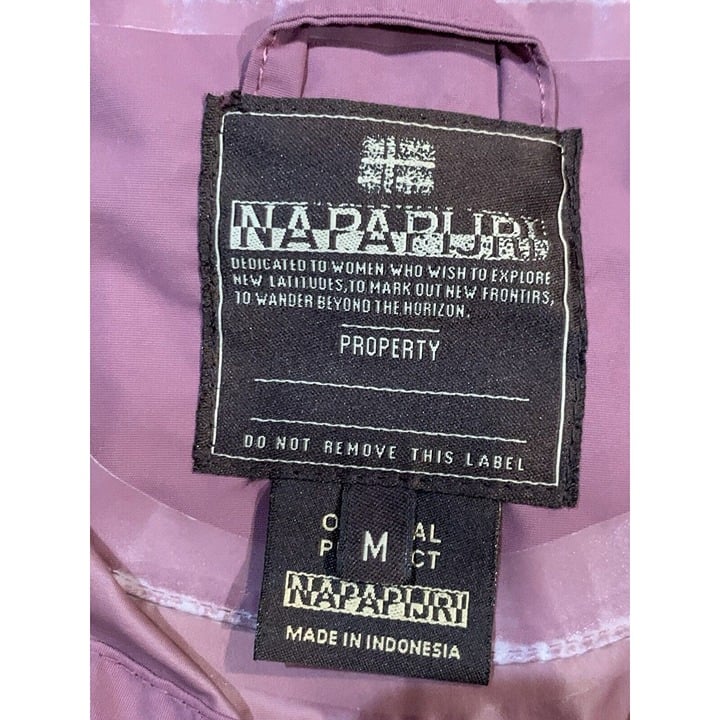 NAPAPIJRI
DEDICATED TO WOMEN WHO WISH TO EXPLORE
NEW LATITUDES, TO MARK OUT NEW FRONTIRS,
TO WANDER BEYOND THE HORIZON.
PROPERTY
DO NOT REMOVE THIS LABEL
M
NAPAPIJRI
MADE IN INDONESIA